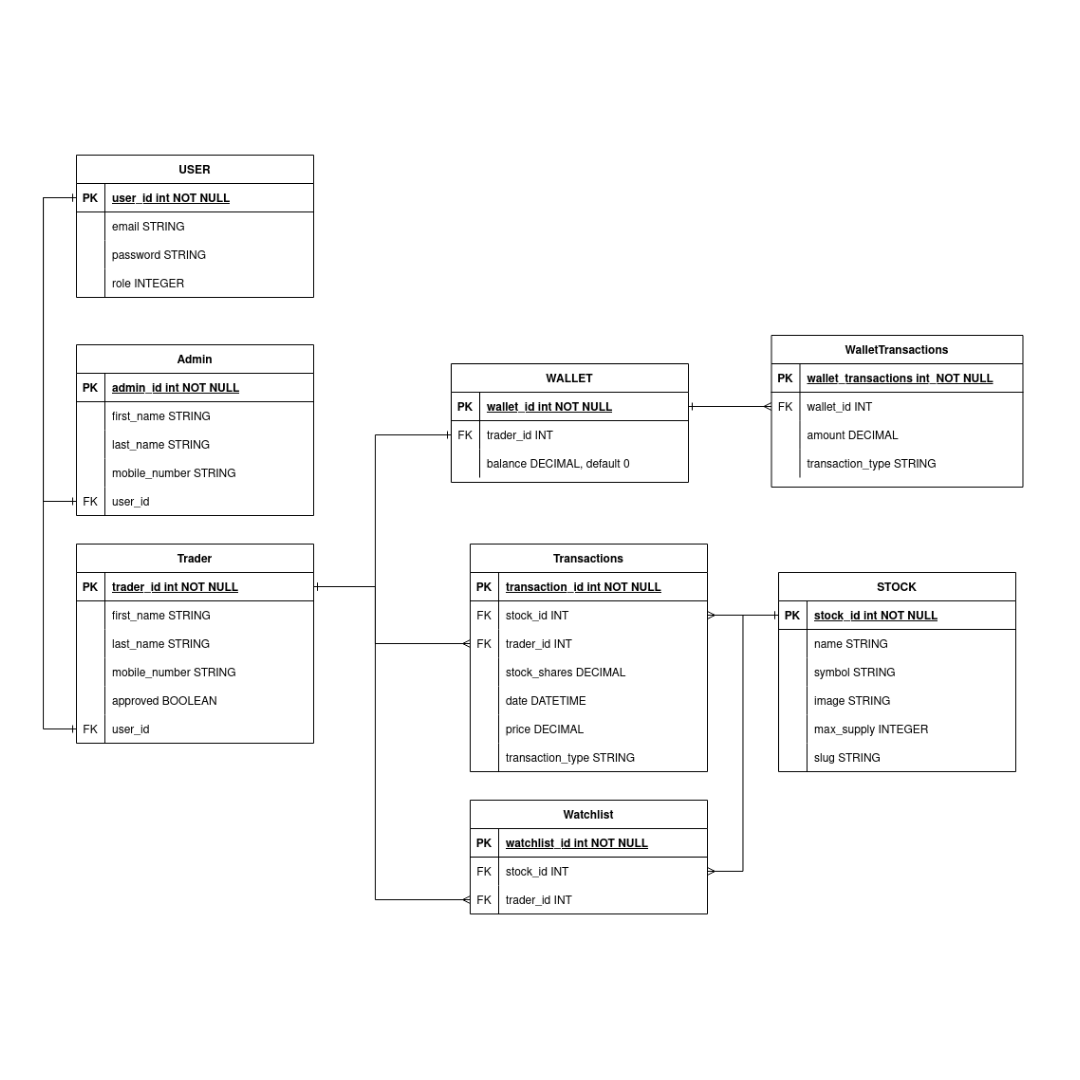 USER
PK user_id int NOT NULL
email STRING
password STRING
role INTEGER
Admin
PK admin_id int NOT NULL
first_name STRING
last_name STRING
mobile_number STRING
FK user_id
Trader
PK trader_id int NOT NULL
first_name STRING
last_name STRING
mobile_number STRING
approved BOOLEAN
FK user_id
WALLET
PK wallet_id int NOT NULL
FK trader_id INT
balance DECIMAL, default 0
WalletTransactions
PK wallet_transactions int NOT NULL
FK wallet_id INT
amount DECIMAL
transaction_type STRING
Transactions
PK transaction_id int NOT NULL
FK stock_id INT
FK trader_id INT
stock_shares DECIMAL
date DATETIME
price DECIMAL
transaction_type STRING
STOCK
PK stock_id int NOT NULL
name STRING
symbol STRING
image STRING
max_supply INTEGER
slug STRING
Watchlist
PK watchlist_id int NOT NULL
FK stock_id INT
FK trader_id INT